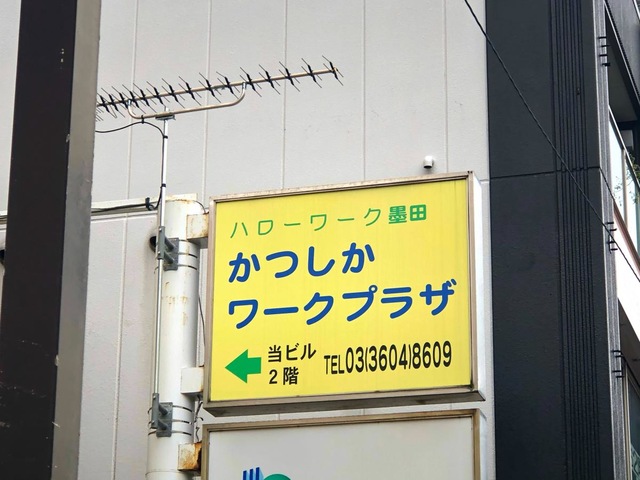 ハローワーク墨田
かつしか
ワークプラザ
当ビル
2階
TEL03(3604)8609